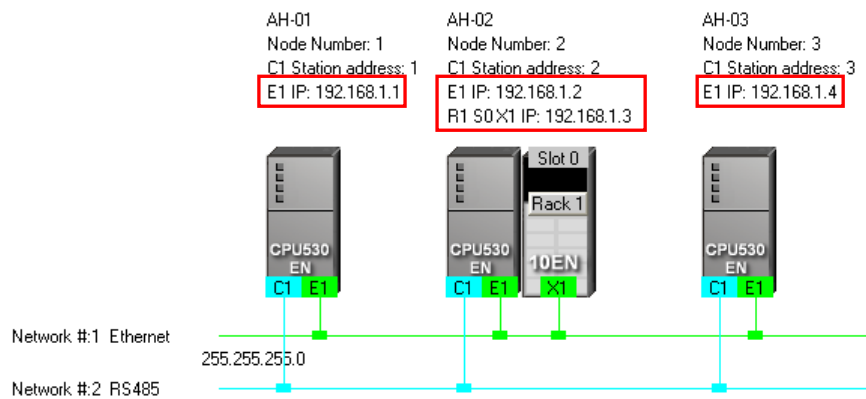 AH-01
Node Number: 1
C1 Station address: 1
E1 IP: 192.168.1.1
AH-02
Node Number: 2
C1 Station address: 2
E1 IP: 192.168.1.2
R1 S0 X1 IP: 192.168.1.3
AH-03
Node Number: 3
C1 Station address: 3
E1 IP: 192.168.1.4
CPU530
EN
C1 E1
CPU530
EN
C1 E1
Slot 0
Rack 1
10EN
X1
CPU530
EN
C1 E1
Network #:1 Ethernet
255.255.255.0
Network #:2 RS485